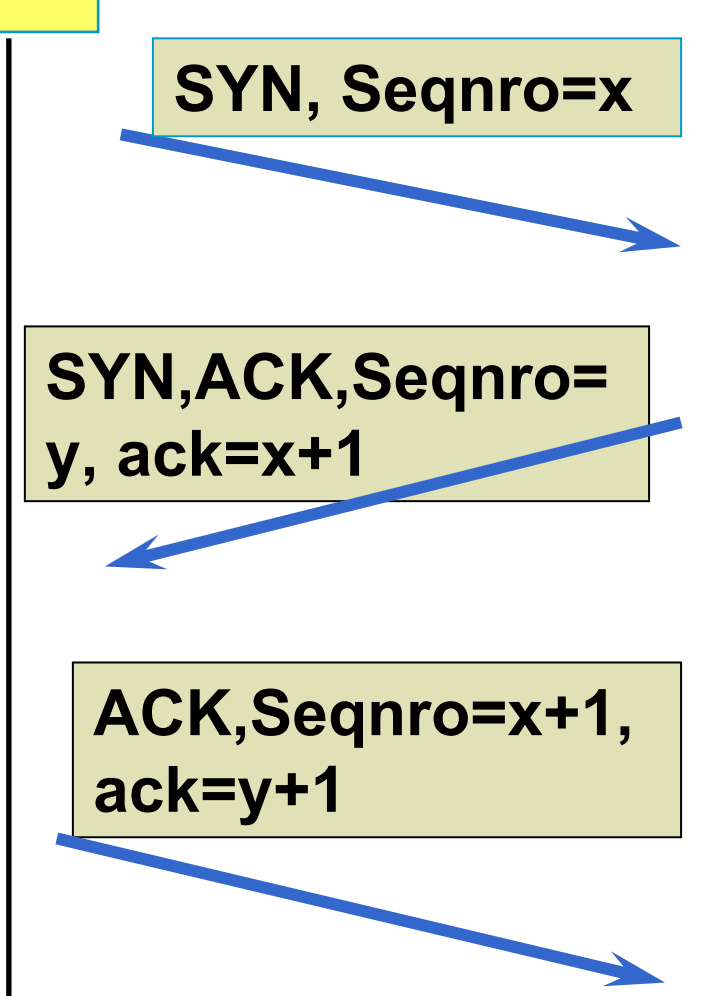 SYN, Seqnro=x
SYN,ACK,Seqnro=
y, ack=x+1
ACK,Seqnro=x+1,
ack=y+1